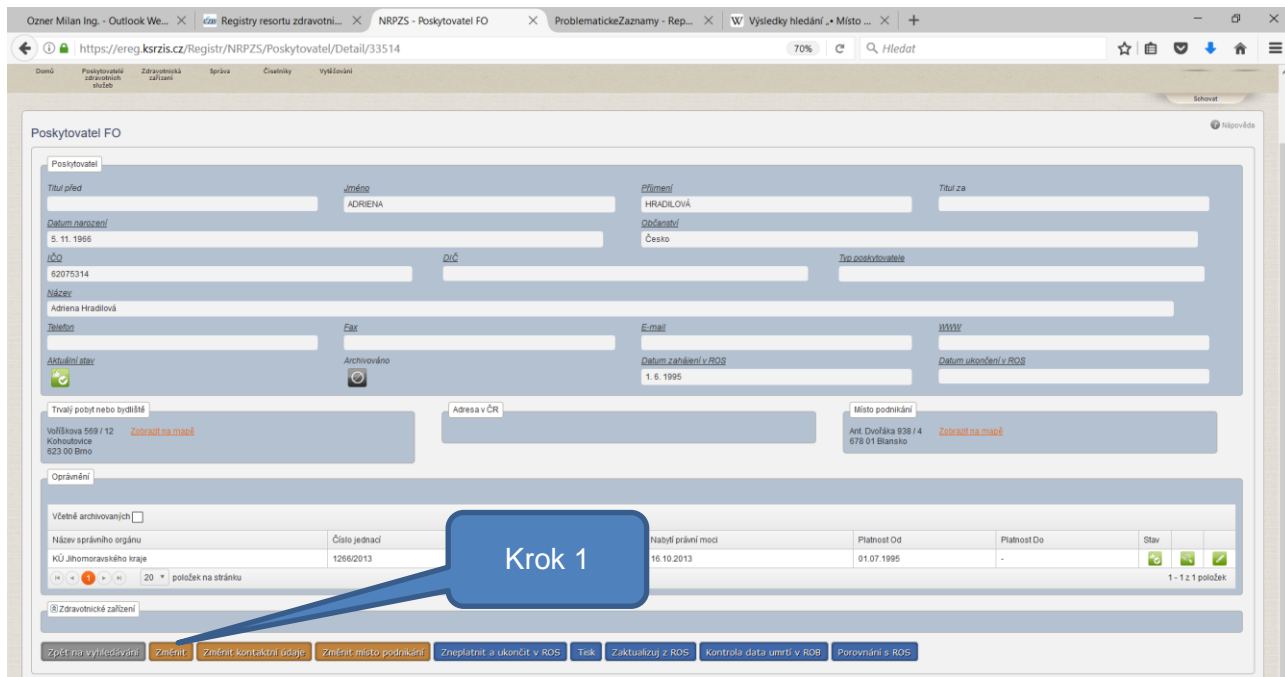 Ozner Milan Ing. - Outlook We...
Registry resortu zdravotni...
NRPZS - Poskytovatel FO
ProblematickeZaznamy - Rep...
W Výsledky hledání „• Místo ...
https://ereg.ksrzis.cz/Registr/NRPZS/Poskytovatel/Detail/33514
70%
Hledat
Domů
Poskytovatelé zdravotních služeb
Zdravotnická zařízení
Správa
Číselníky
Vytěžování
Schovat
Poskytovatel FO
Nápověda
Poskytovatel
Titul před
Jméno
Příjmení
Titul za
ADRIENA
HRADILOVÁ
Datum narození
Občanství
5. 11. 1966
Česko
IČO
DIČ
Typ poskytovatele
62075314
Název
Adriena Hradilová
Telefon
Fax
E-mail
WWW
Aktuální stav
Archivováno
Datum zahájení v ROS
Datum ukončení v ROS
1. 6. 1995
Trvalý pobyt nebo bydliště
Adresa v ČR
Místo podnikání
Voříškova 569 / 12 Zobrazit na mapě
Kohoutovice
623 00 Brno
Ant. Dvořáka 938 / 4 Zobrazit na mapě
678 01 Blansko
Oprávnění
Včetně archivovaných
Název správního orgánu
Číslo jednací
Nabytí právní moci
Platnost Od
Platnost Do
Stav
KÚ Jihomoravského kraje
1266/2013
16.10.2013
01.07.1995
-
1
20 položek na stránku
1 - 1 z 1 položek
Krok 1
Zdravotnické zařízení
Zpět na vyhledávání
Změnit
Změnit kontaktní údaje
Změnit místo podnikání
Zneplatnit a ukončit v ROS
Tisk
Zaktualizuj z ROS
Kontrola data umrtí v ROB
Porovnání s ROS